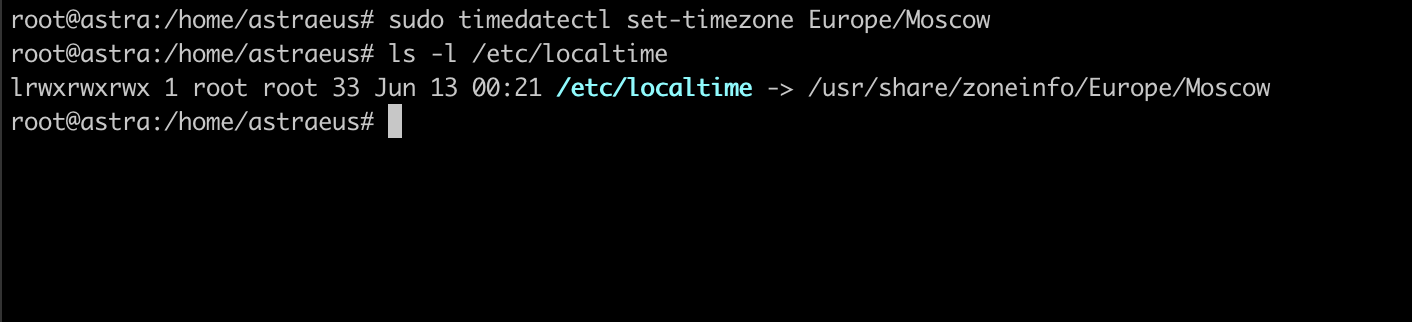 root@astra:/home/astraeus# sudo timedatectl set-timezone Europe/Moscow
root@astra:/home/astraeus# ls -l /etc/localtime
lrwxrwxrwx 1 root root 33 Jun 13 00:21 /etc/localtime -> /usr/share/zoneinfo/Europe/Moscow
root@astra:/home/astraeus#